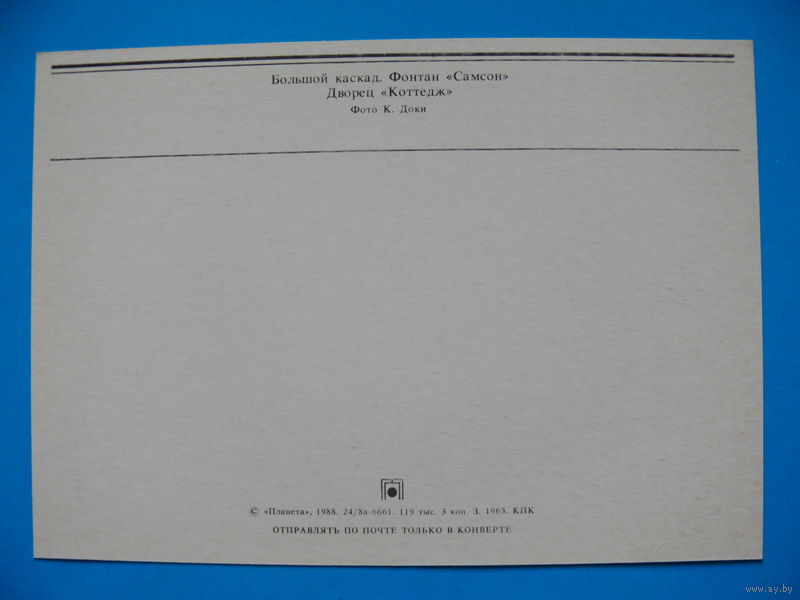 Большой каскад. Фонтан «Самсон»
Дворец «Коттедж»
Фото К. Доки
© «Планета», 1988. 24/8а-6661. 119 тыс. 3 коп. З. 1963. КПК
ОТПРАВЛЯТЬ ПО ПОЧТЕ ТОЛЬКО В КОНВЕРТЕ
www.ay.by